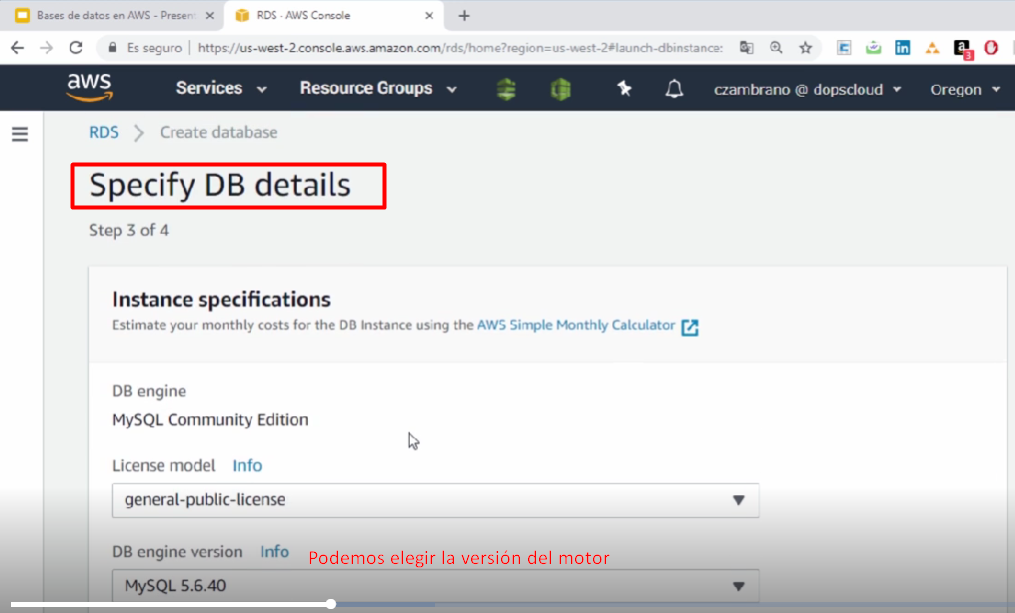 Bases de datos en AWS - Present
RDS · AWS Console
Es seguro
https://us-west-2.console.aws.amazon.com/rds/home?region=us-west-2#launch-dbinstance:
in
a
3
aws
Services
Resource Groups
czambrano @ dopscloud
Oregon
RDS
Create database
Specify DB details
Step 3 of 4
Instance specifications
Estimate your monthly costs for the DB Instance using the AWS Simple Monthly Calculator
DB engine
MySQL Community Edition
License model Info
general-public-license
DB engine version Info Podemos elegir la versión del motor
MySQL 5.6.40